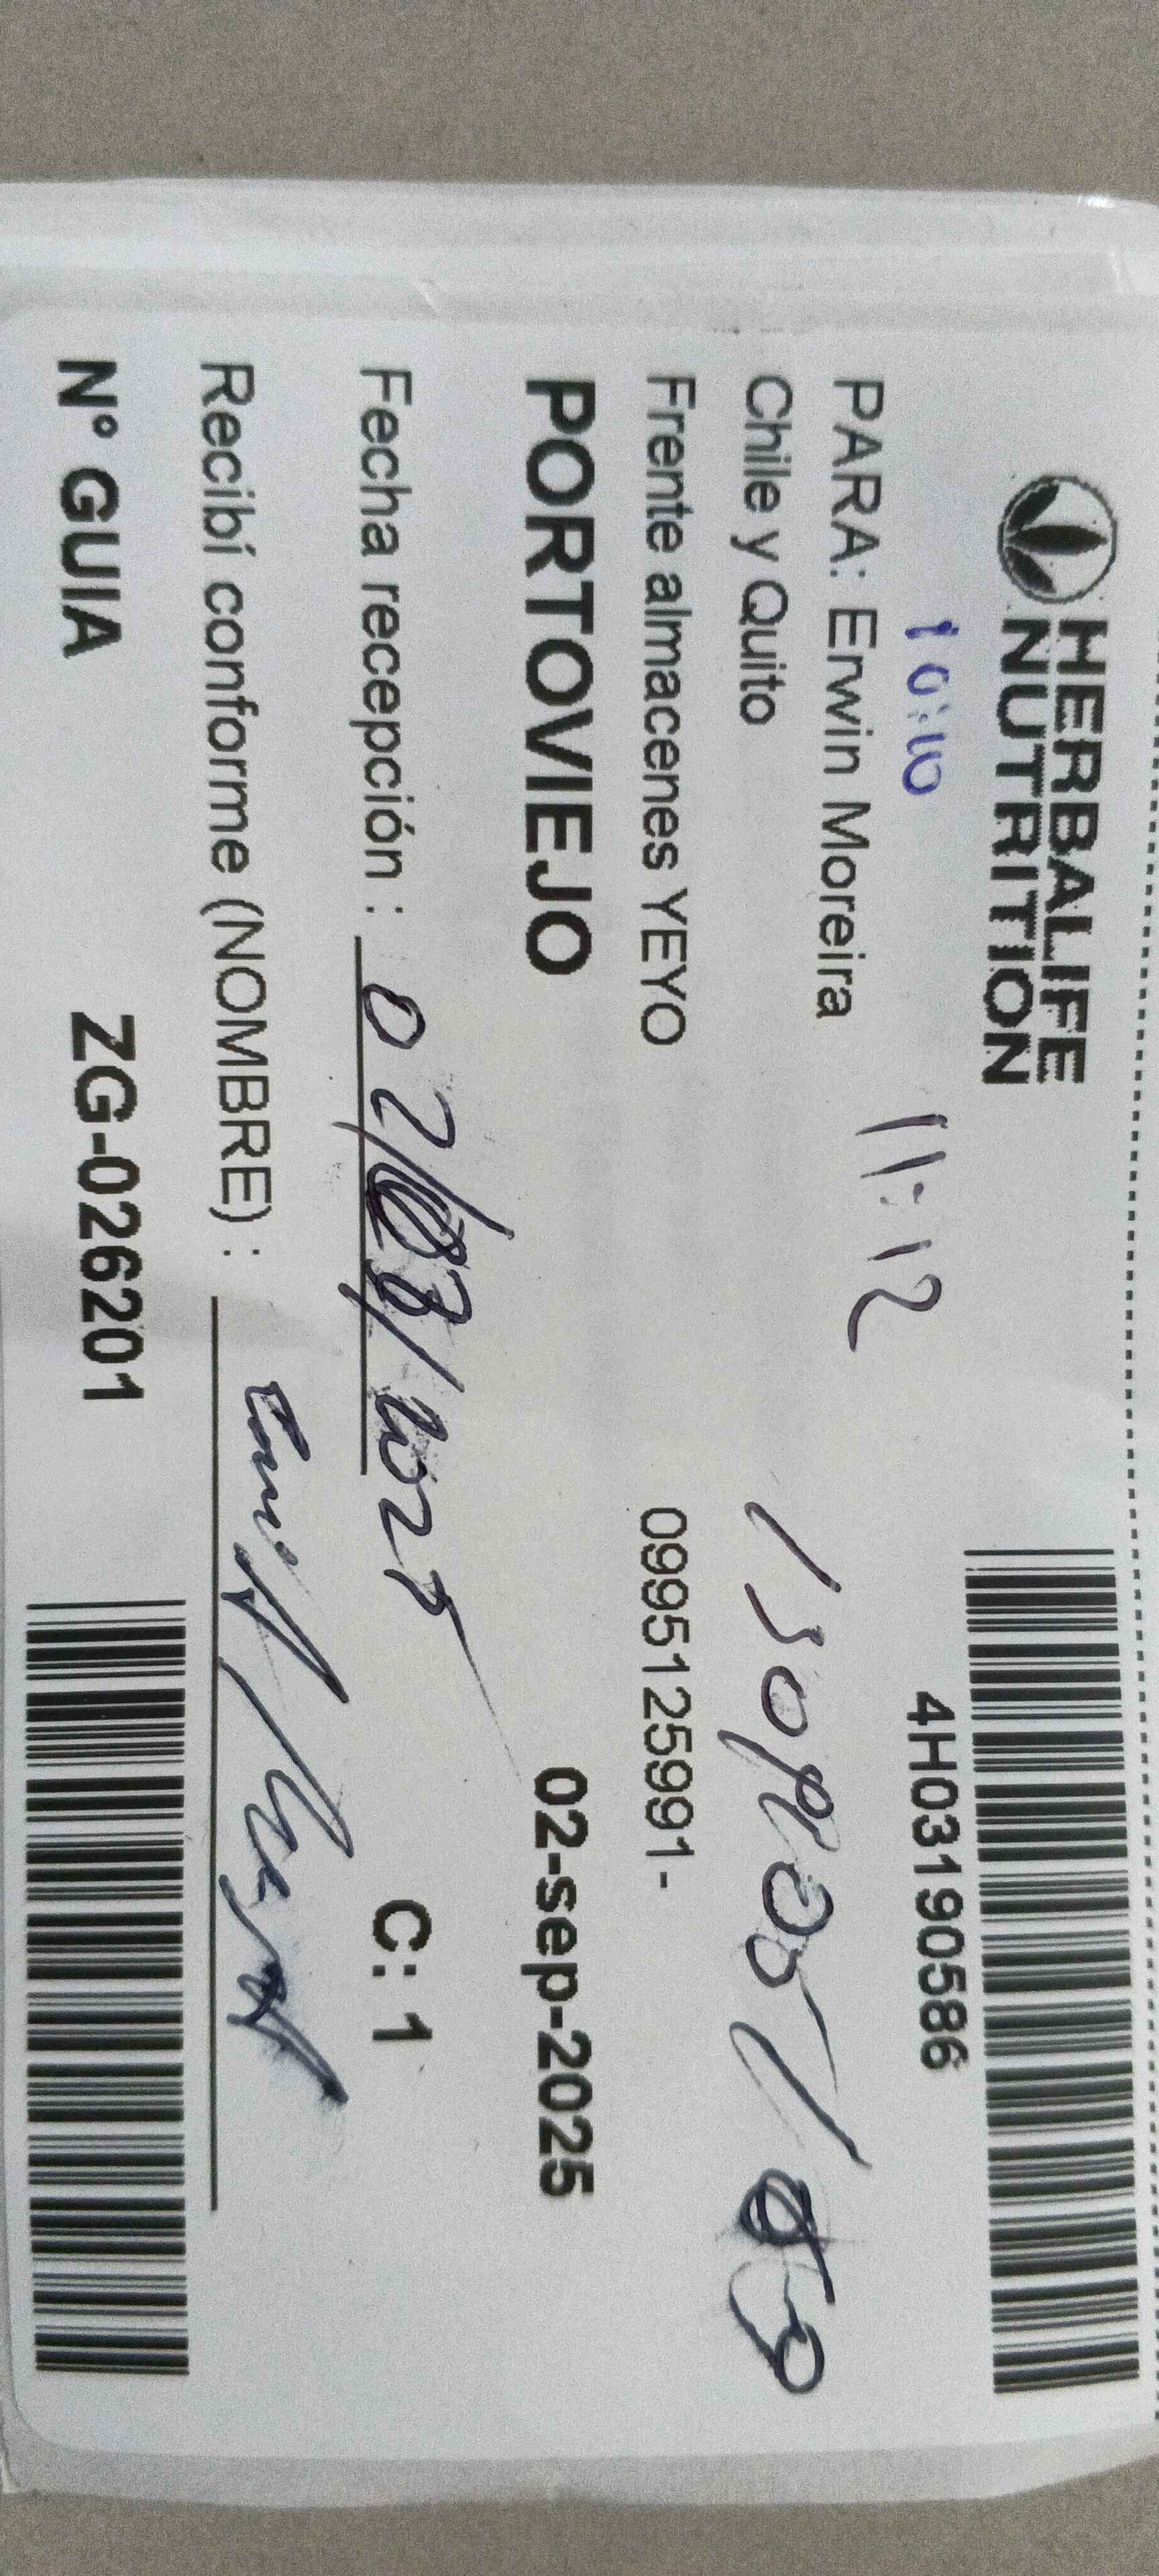 HERBALIFE
NUTRITION
4H03190586
10:10
11:12
PARA: Erwin Moreira
Chile y Quito
Frente almacenes YEYO
0995125991-
PORTOVIEJO
02-sep-2025
Fecha recepción :
C: 1
Recibí conforme (NOMBRE) :
N° GUIA
ZG-026201